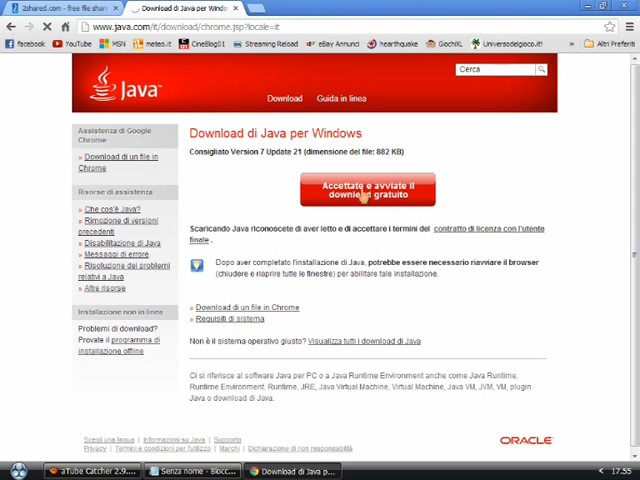 2shared.com - free file shar
Download di Java per Windo
www.java.com/it/download/chrome.jsp?locale=it
facebook YouTube MSN meteo.it CineBlog01 Streaming Reload eBay Annunci hearthquake GiochiXL Universodelgioco.it! Altri Preferiti
Java™
Cerca
Download Guida in linea
Assistenza di Google
Chrome
» Download di un file in
Chrome
Risorse di assistenza
» Che cos'è Java?
» Rimozione di versioni
precedenti
» Disabilitazione di Java
» Messaggi di errore
» Risoluzione dei problemi
relativi a Java
» Altre risorse
Installazione non in linea
Problemi di download?
Provate il programma di
installazione offline
Download di Java per Windows
Consigliato Version 7 Update 21 (dimensione del file: 882 KB)
Accettate e avviate il
download gratuito
Scaricando Java riconoscete di aver letto e di accettare i termini del contratto di licenza con l'utente
finale .
Dopo aver completato l'installazione di Java, potrebbe essere necessario riavviare il browser
(chiudere e riaprire tutte le finestre) per abilitare tale installazione.
» Download di un file in Chrome
» Requisiti di sistema
Non è il sistema operativo giusto? Visualizza tutti i download di Java
Ci si riferisce al software Java per PC o a Java Runtime Environment anche come Java Runtime,
Runtime Environment, Runtime, JRE, Java Virtual Machine, Virtual Machine, Java VM, JVM, VM, plugin
Java o download di Java.
Scegli una lingua | Informazioni su Java | Supporto
Privacy | Termini e condizioni per l'utilizzo | Marchi | Dichiarazione di non responsabilità
ORACLE
aTube Catcher 2.9.... Senza nome - Blocc... Download di Java p... < 17.55